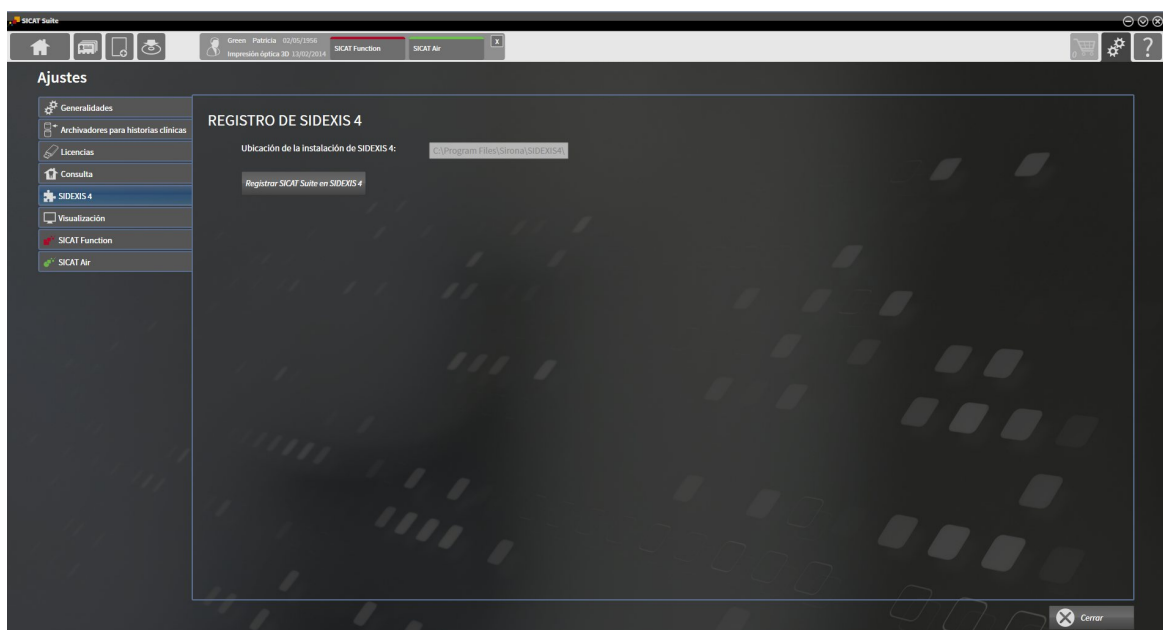 SICAT Suite
Green Patricia 02/05/1956
Impresión óptica 3D 13/02/2014
SICAT Function
SICAT Air
X
0
?
Ajustes
Generalidades
Archivadores para historias clínicas
Licencias
Consulta
SIDEXIS 4
Visualización
SICAT Function
SICAT Air
REGISTRO DE SIDEXIS 4
Ubicación de la instalación de SIDEXIS 4:
C:\Program Files\Sirona\SIDEXIS4\
Registrar SICAT Suite en SIDEXIS 4
Cerrar